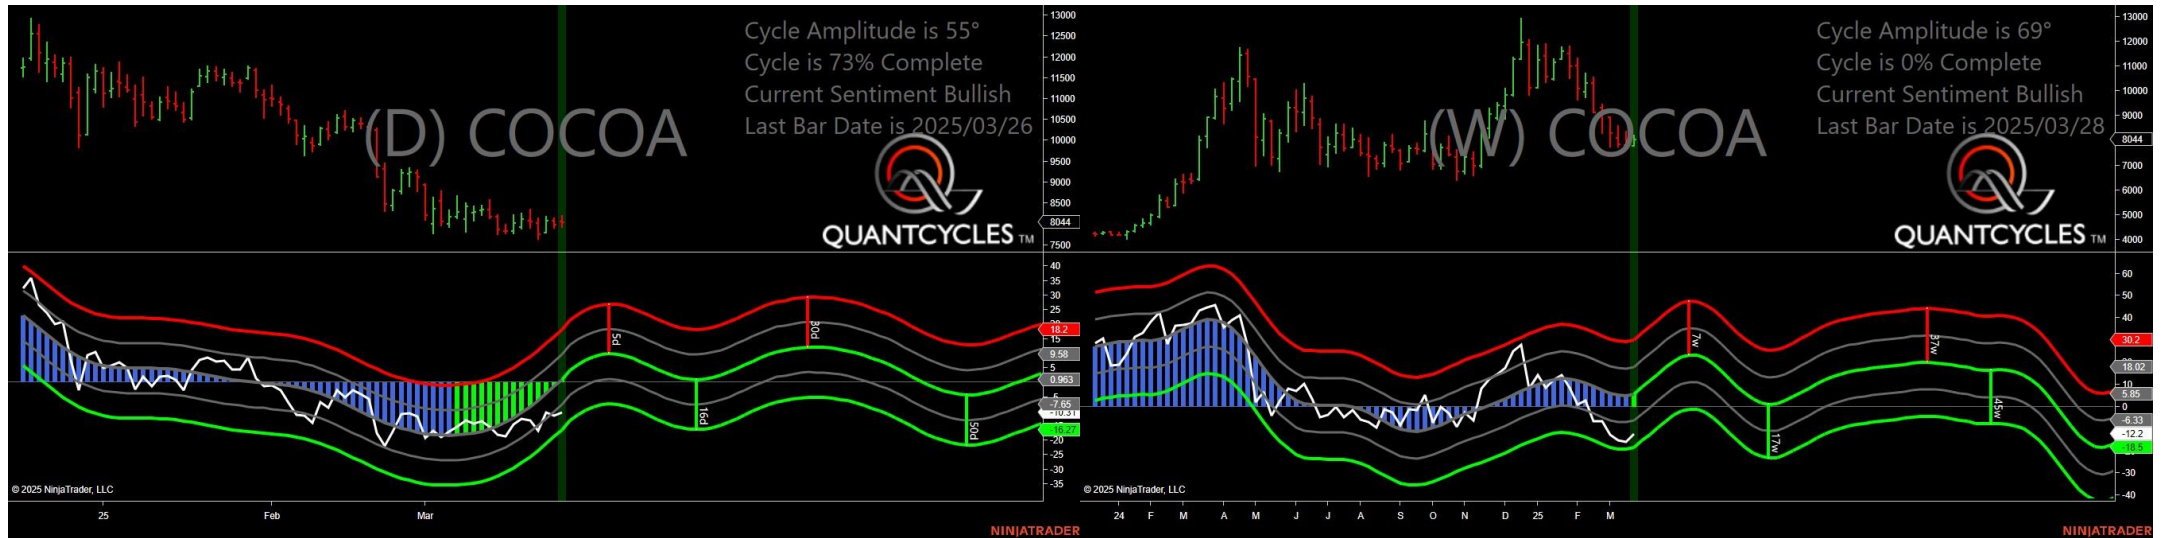 Cycle Amplitude is 55°
Cycle is 73% Complete
Current Sentiment Bullish
Last Bar Date is 2025/03/26
(D) COCOA
QUANTCYCLES TM
13000
12500
12000
11500
11000
10500
10000
9500
9000
8500
8044
7500
40
35
30
25
18.2
15
9.58
5
0.963
-7.65
-10.31
-16.27
-20
-25
-30
-35
5d
16d
30d
50d
© 2025 NinjaTrader, LLC
25 Feb Mar
NINJATRADER
Cycle Amplitude is 69°
Cycle is 0% Complete
Current Sentiment Bullish
Last Bar Date is 2025/03/28
(W) COCOA
QUANTCYCLES TM
13000
12000
11000
10000
9000
8044
7000
6000
5000
4000
60
50
40
30.2
18.02
10
5.85
0
-6.33
-12.2
-18.5
-30
-40
7w
17w
37w
45w
© 2025 NinjaTrader, LLC
24 F M A M J J A S O N D 25 F M
NINJATRADER